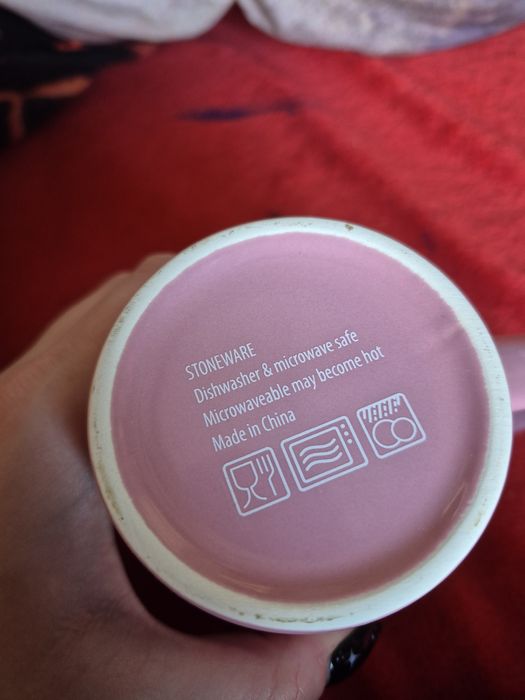 STONEWARE
Dishwasher & microwave safe
Microwaveable may become hot
Made in China